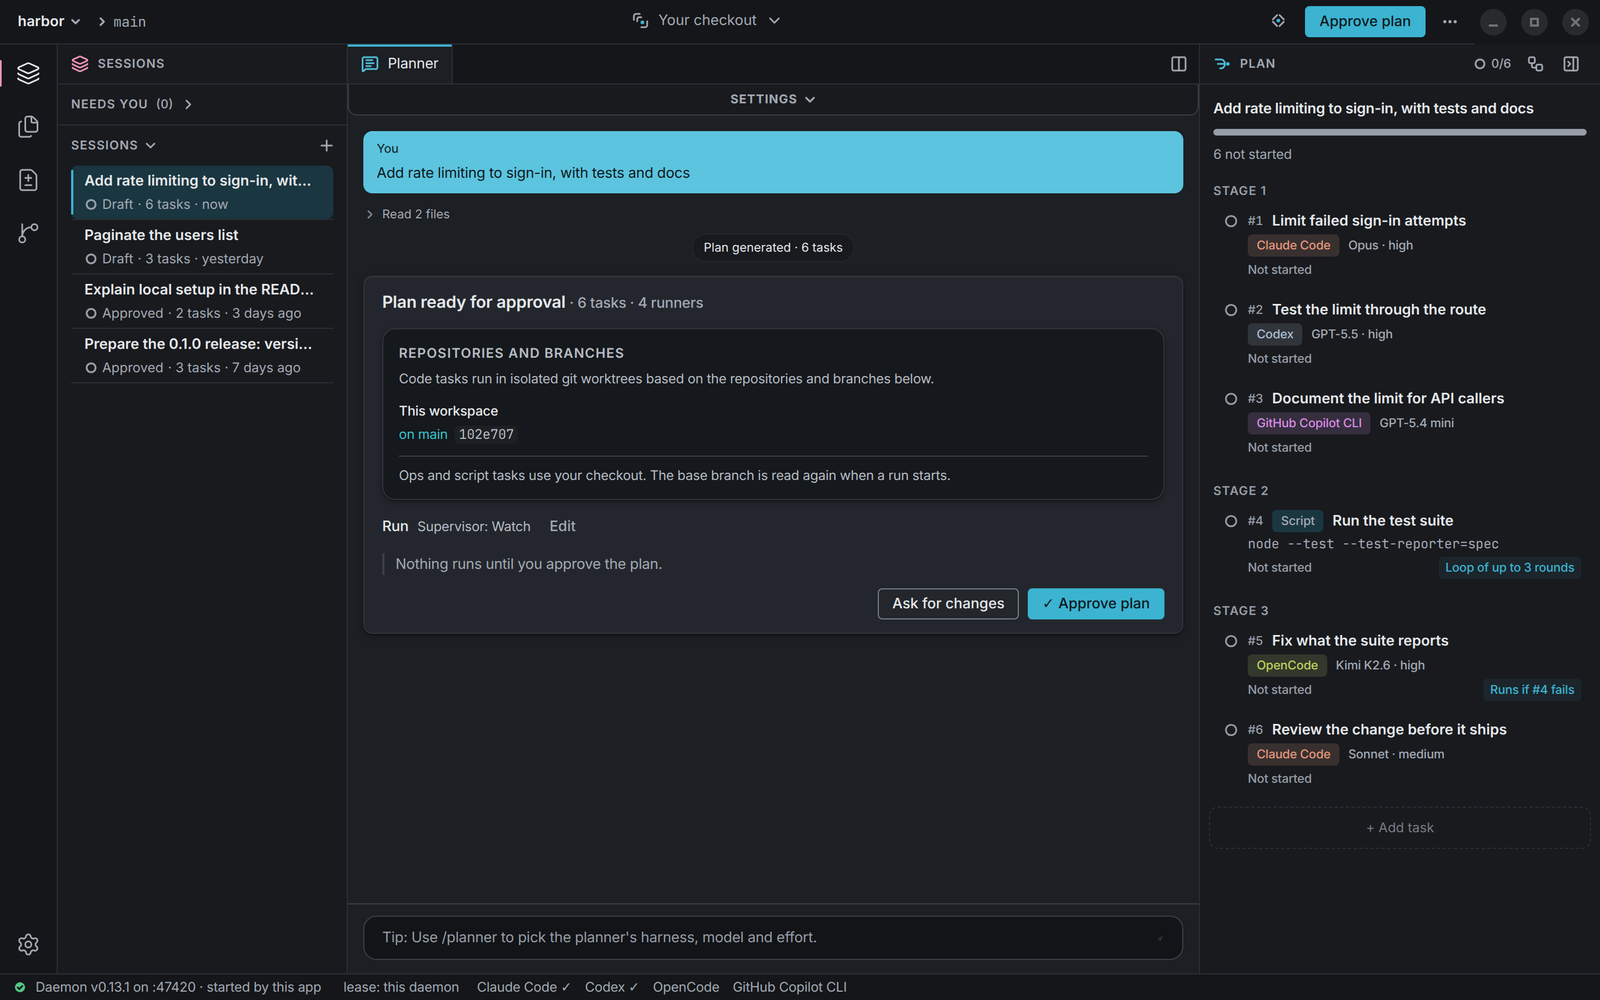 harbor
main
Your checkout
Approve plan
SESSIONS
NEEDS YOU (0)
SESSIONS
Add rate limiting to sign-in, wit...
Draft · 6 tasks · now
Paginate the users list
Draft · 3 tasks · yesterday
Explain local setup in the READ...
Approved · 2 tasks · 3 days ago
Prepare the 0.1.0 release: versi...
Approved · 3 tasks · 7 days ago
Planner
SETTINGS
You
Add rate limiting to sign-in, with tests and docs
Read 2 files
Plan generated · 6 tasks
Plan ready for approval · 6 tasks · 4 runners
REPOSITORIES AND BRANCHES
Code tasks run in isolated git worktrees based on the repositories and branches below.
This workspace
on main 102e707
Ops and script tasks use your checkout. The base branch is read again when a run starts.
Run Supervisor: Watch Edit
Nothing runs until you approve the plan.
Ask for changes
✓ Approve plan
Tip: Use /planner to pick the planner's harness, model and effort.
PLAN
0/6
Add rate limiting to sign-in, with tests and docs
6 not started
STAGE 1
#1 Limit failed sign-in attempts
Claude Code Opus · high
Not started
#2 Test the limit through the route
Codex GPT-5.5 · high
Not started
#3 Document the limit for API callers
GitHub Copilot CLI GPT-5.4 mini
Not started
STAGE 2
#4 Script Run the test suite
node --test --test-reporter=spec
Not started Loop of up to 3 rounds
STAGE 3
#5 Fix what the suite reports
OpenCode Kimi K2.6 · high
Not started Runs if #4 fails
#6 Review the change before it ships
Claude Code Sonnet · medium
Not started
+ Add task
Daemon v0.13.1 on :47420 · started by this app lease: this daemon Claude Code ✓ Codex ✓ OpenCode GitHub Copilot CLI